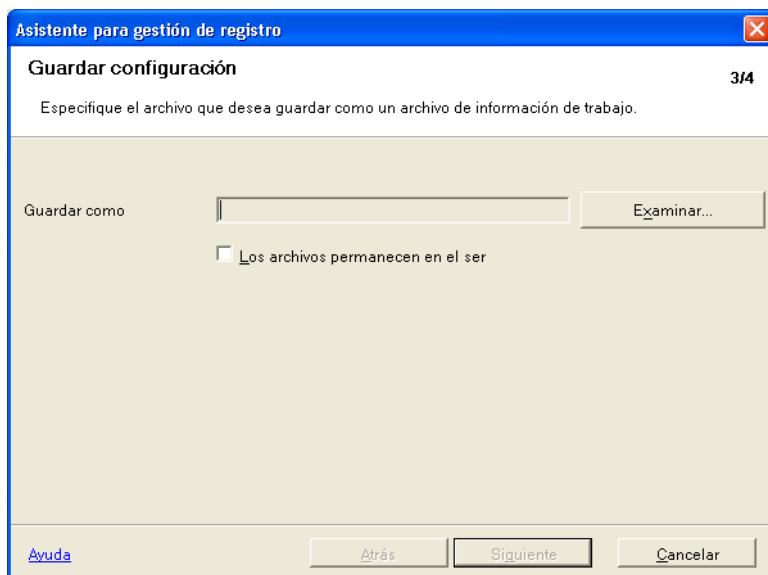 Asistente para gestión de registro
Guardar configuración
3/4
Especifique el archivo que desea guardar como un archivo de información de trabajo.
Guardar como
Examinar...
Los archivos permanecen en el ser
Ayuda
Atrás
Siguiente
Cancelar